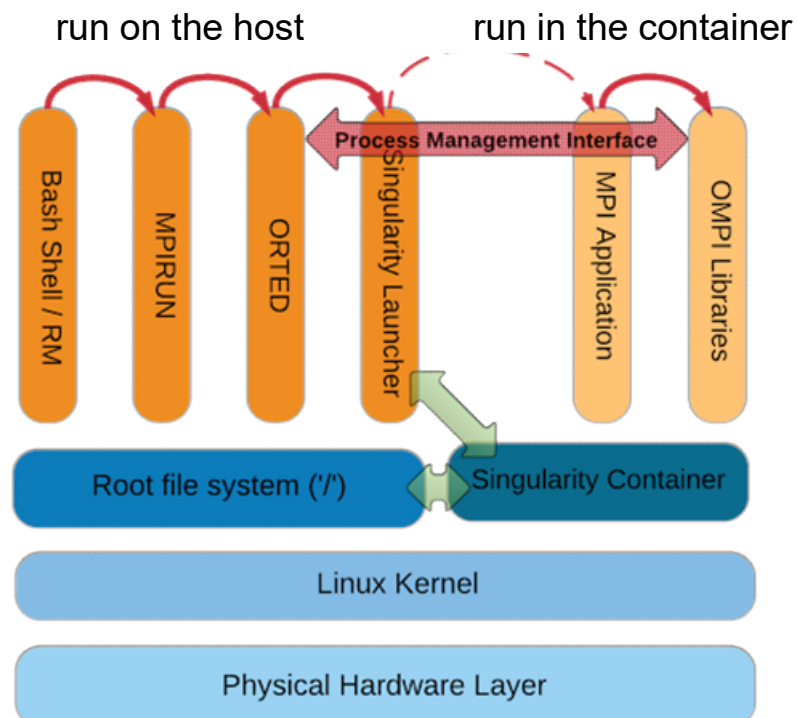 run on the host
run in the container
Process Management Interface
Bash Shell / RM
MPIRUN
ORTED
Singularity Launcher
MPI Application
OMPI Libraries
Root file system ('/')
Singularity Container
Linux Kernel
Physical Hardware Layer